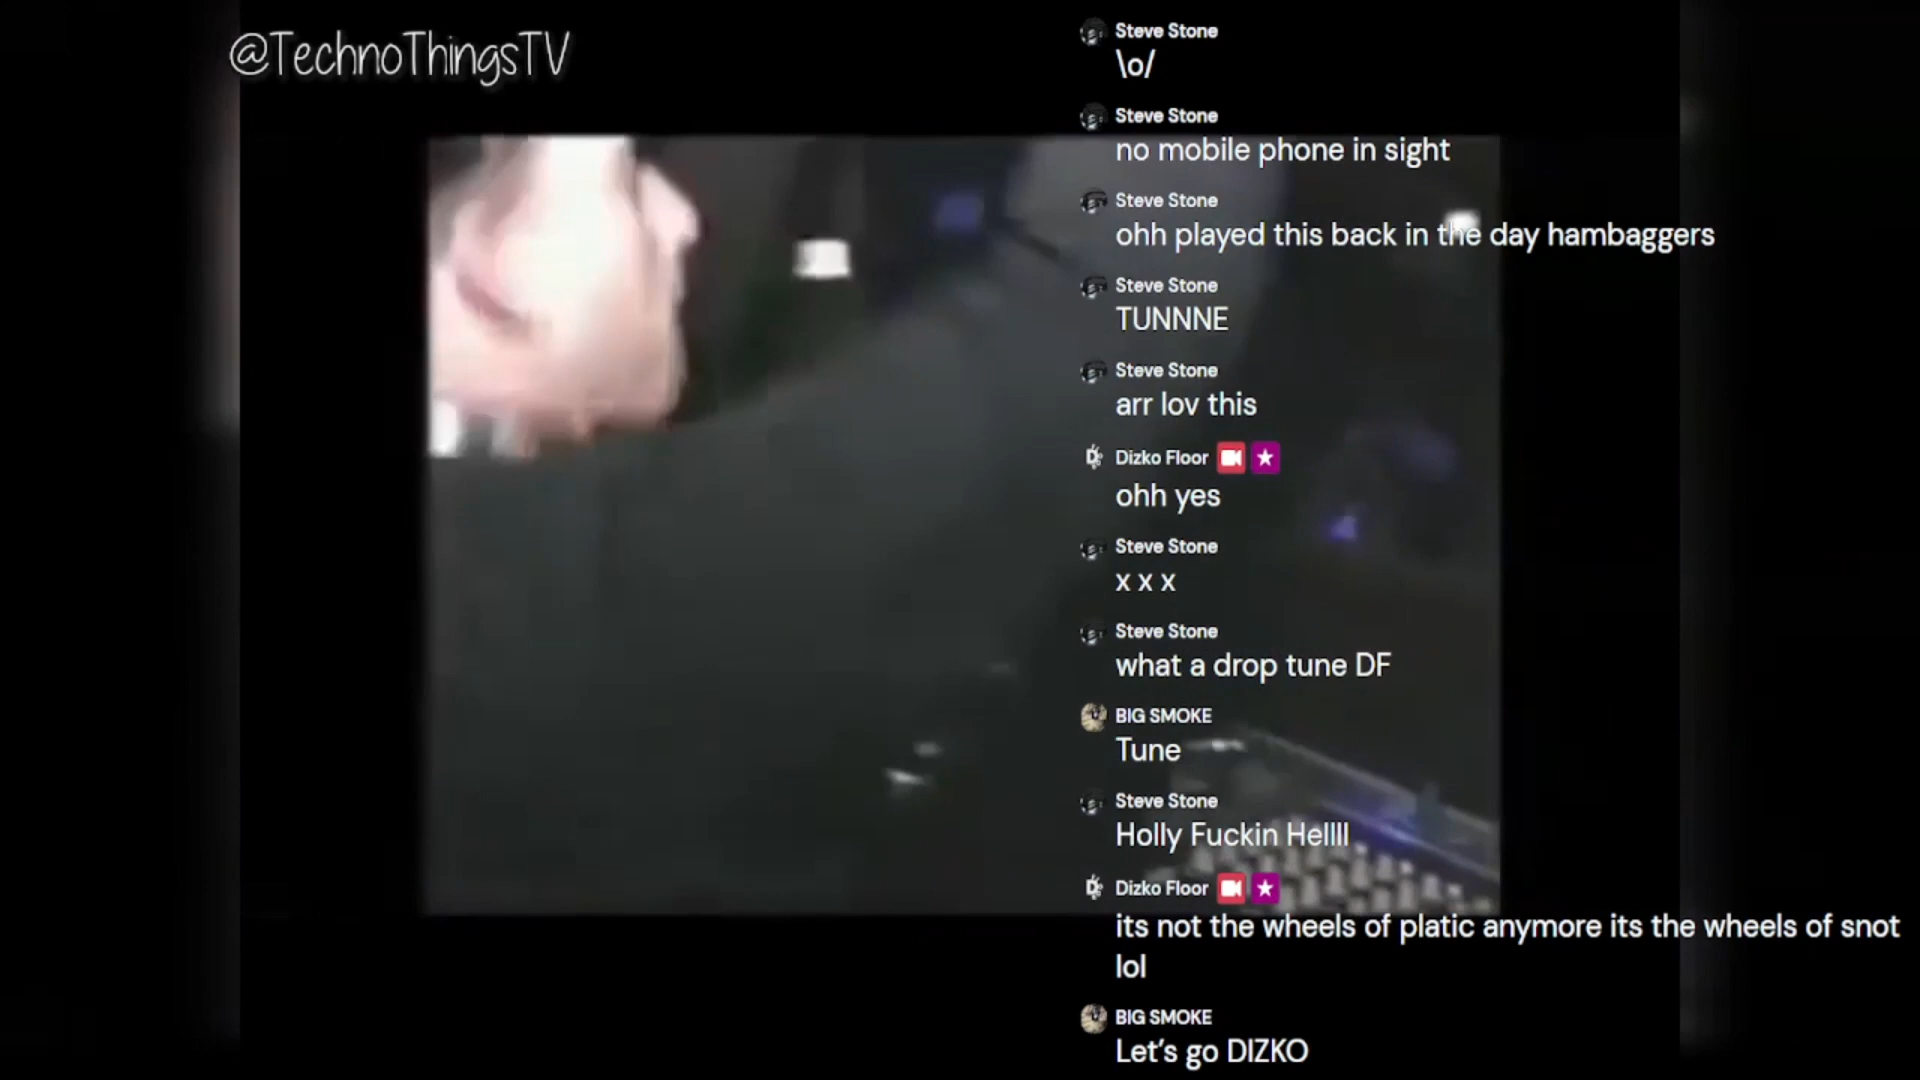 @TechnoThingsTV
Steve Stone
\o/
Steve Stone
no mobile phone in sight
Steve Stone
ohh played this back in the day hambaggers
Steve Stone
TUNNNE
Steve Stone
arr lov this
Dizko Floor
ohh yes
Steve Stone
x x x
Steve Stone
what a drop tune DF
BIG SMOKE
Tune
Steve Stone
Holly Fuckin Hellll
Dizko Floor
its not the wheels of platic anymore its the wheels of snot
lol
BIG SMOKE
Let's go DIZKO